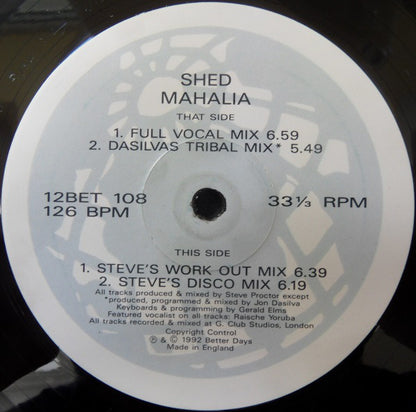 SHED
MAHALIA
THAT SIDE
1. FULL VOCAL MIX 6.59
2. DASILVAS TRIBAL MIX* 5.49
12BET 108
126 BPM
33⅓ RPM
THIS SIDE
1. STEVE'S WORK OUT MIX 6.39
2. STEVE'S DISCO MIX 6.19
All tracks produced & mixed by Steve Proctor except
*produced, programmed & mixed by Jon Dasilva
Keyboards & programming by Gerald Elms
Featured vocalist on all tracks: Raische Yoruba
All tracks recorded & mixed at G. Club Studios, London
Copyright Control
℗ & © 1992 Better Days
Made in England